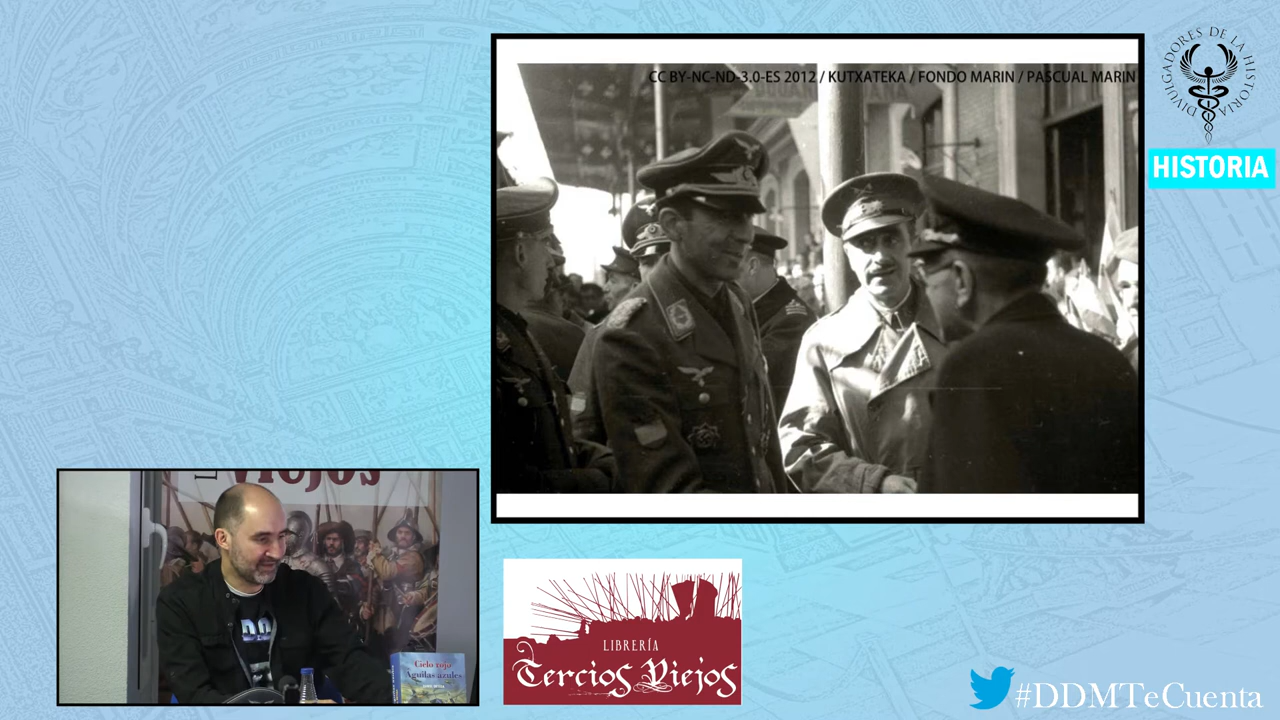 CC BY-NC-ND-3.0-ES 2012 / KUTXATEKA / FONDO MARIN / PASCUAL MARIN
DIVULGADORES DE LA HISTORIA
HISTORIA
Viejos
Cielo rojo
Águilas azules
LIBRERÍA
Tercios Viejos
#DDMTeCuenta